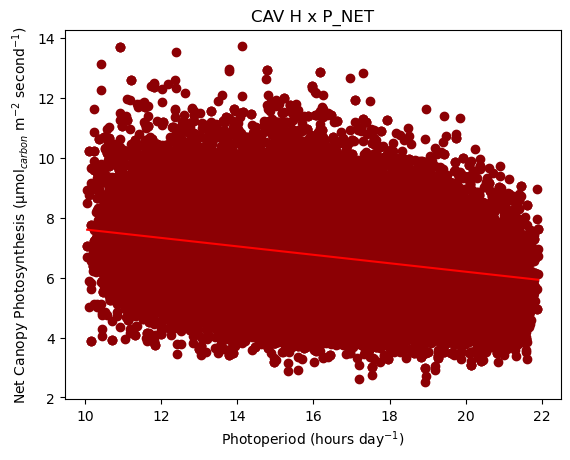 CAV H x P_NET
Net Canopy Photosynthesis (μmol$_{carbon}$ m$^{-2}$ second$^{-1}$)
14
12
10
8
6
4
2
10 12 14 16 18 20 22
Photoperiod (hours day$^{-1}$)